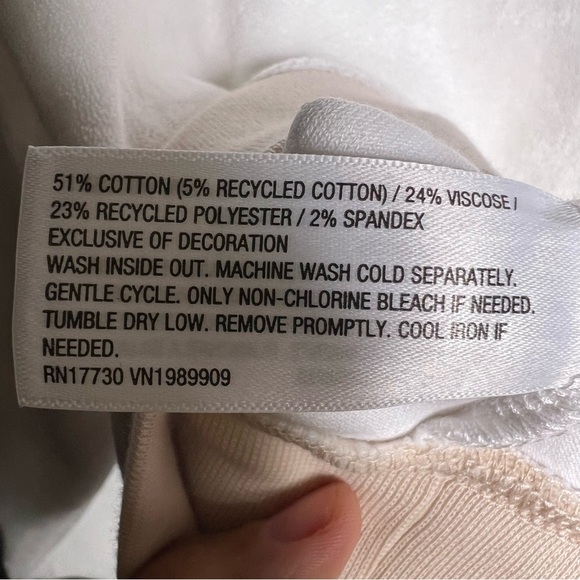 51% COTTON (5% RECYCLED COTTON) / 24% VISCOSE /
23% RECYCLED POLYESTER / 2% SPANDEX
EXCLUSIVE OF DECORATION
WASH INSIDE OUT. MACHINE WASH COLD SEPARATELY.
GENTLE CYCLE. ONLY NON-CHLORINE BLEACH IF NEEDED.
TUMBLE DRY LOW. REMOVE PROMPTLY. COOL IRON IF
NEEDED.
RN17730 VN1989909